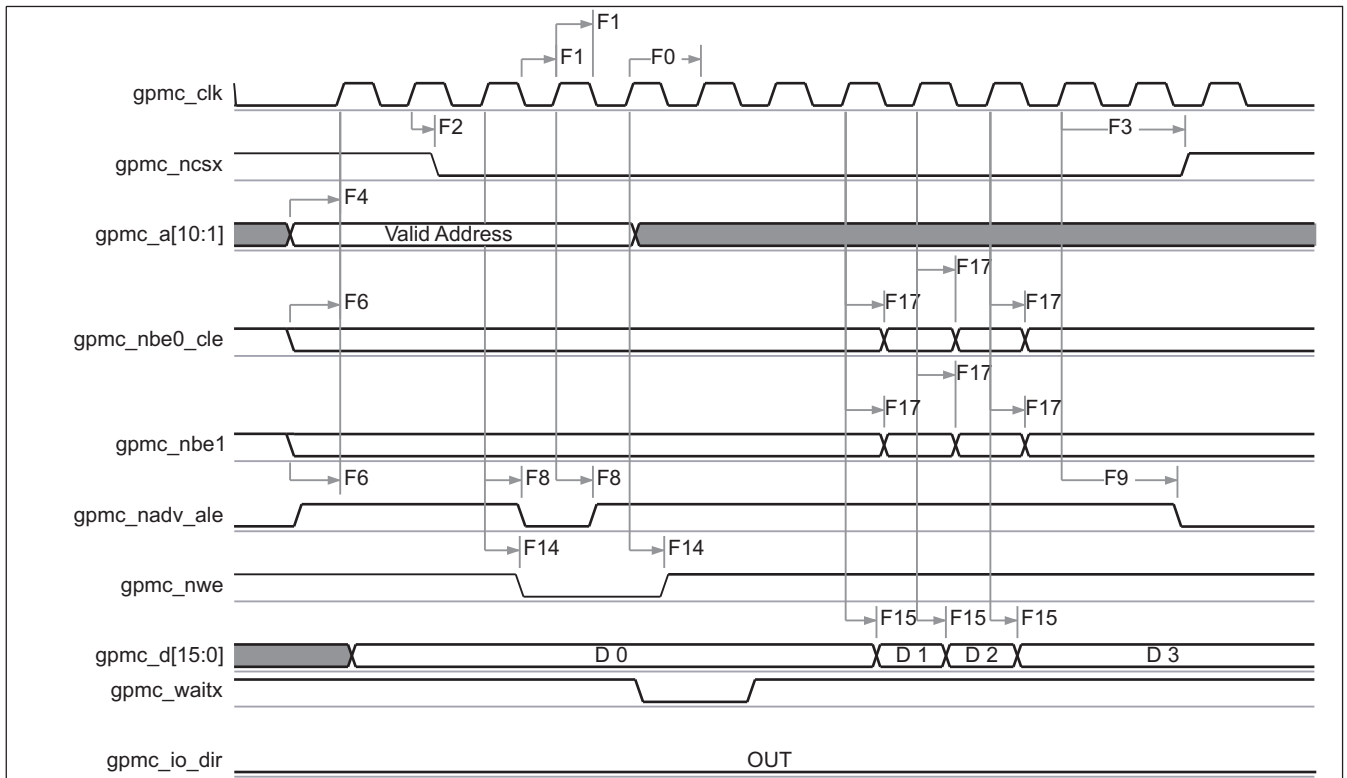 F1
F1 F0
gpmc_clk
F2 F3
gpmc_ncsx
F4
gpmc_a[10:1] Valid Address
F17
F6 F17 F17
gpmc_nbe0_cle
F17
F17 F17
gpmc_nbe1
F6 F8 F8 F9
gpmc_nadv_ale
F14 F14
gpmc_nwe
F15 F15 F15
gpmc_d[15:0] D 0 D 1 D 2 D 3
gpmc_waitx
gpmc_io_dir OUT